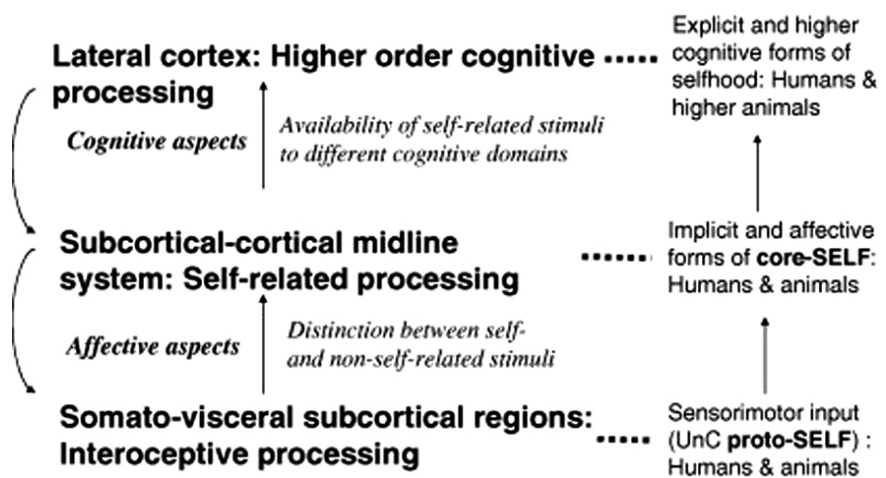 Lateral cortex: Higher order cognitive
processing
Explicit and higher
cognitive forms of
selfhood: Humans &
higher animals
Cognitive aspects
Availability of self-related stimuli
to different cognitive domains
Subcortical-cortical midline
system: Self-related processing
Implicit and affective
forms of core-SELF:
Humans & animals
Affective aspects
Distinction between self-
and non-self-related stimuli
Somato-visceral subcortical regions:
Interoceptive processing
Sensorimotor input
(UnC proto-SELF) :
Humans & animals